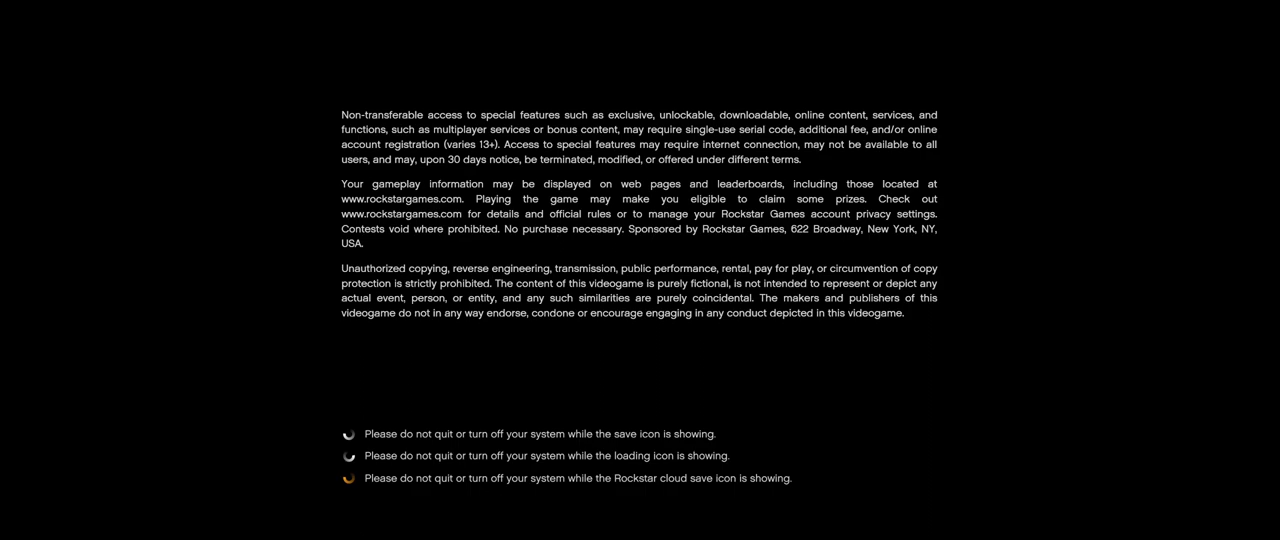 Non-transferable access to special features such as exclusive, unlockable, downloadable, online content, services, and
functions, such as multiplayer services or bonus content, may require single-use serial code, additional fee, and/or online
account registration (varies 13+). Access to special features may require internet connection, may not be available to all
users, and may, upon 30 days notice, be terminated, modified, or offered under different terms.
Your gameplay information may be displayed on web pages and leaderboards, including those located at
www.rockstargames.com. Playing the game may make you eligible to claim some prizes. Check out
www.rockstargames.com for details and official rules or to manage your Rockstar Games account privacy settings.
Contests void where prohibited. No purchase necessary. Sponsored by Rockstar Games, 622 Broadway, New York, NY,
USA.
Unauthorized copying, reverse engineering, transmission, public performance, rental, pay for play, or circumvention of copy
protection is strictly prohibited. The content of this videogame is purely fictional, is not intended to represent or depict any
actual event, person, or entity, and any such similarities are purely coincidental. The makers and publishers of this
videogame do not in any way endorse, condone or encourage engaging in any conduct depicted in this videogame.
Please do not quit or turn off your system while the save icon is showing.
Please do not quit or turn off your system while the loading icon is showing.
Please do not quit or turn off your system while the Rockstar cloud save icon is showing.